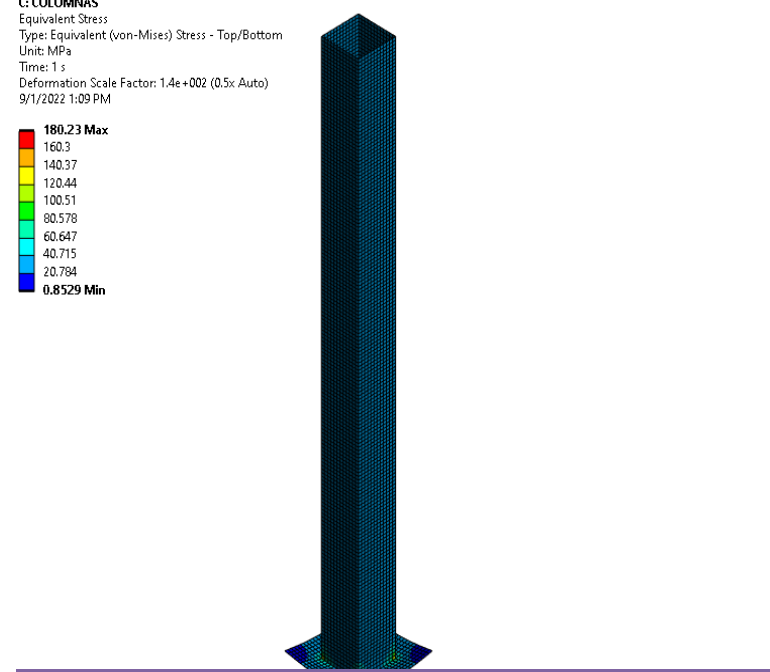 C: COLUMNAS
Equivalent Stress
Type: Equivalent (von-Mises) Stress - Top/Bottom
Unit: MPa
Time: 1 s
Deformation Scale Factor: 1.4e+002 (0.5x Auto)
9/1/2022 1:09 PM
180.23 Max
160.3
140.37
120.44
100.51
80.578
60.647
40.715
20.784
0.8529 Min